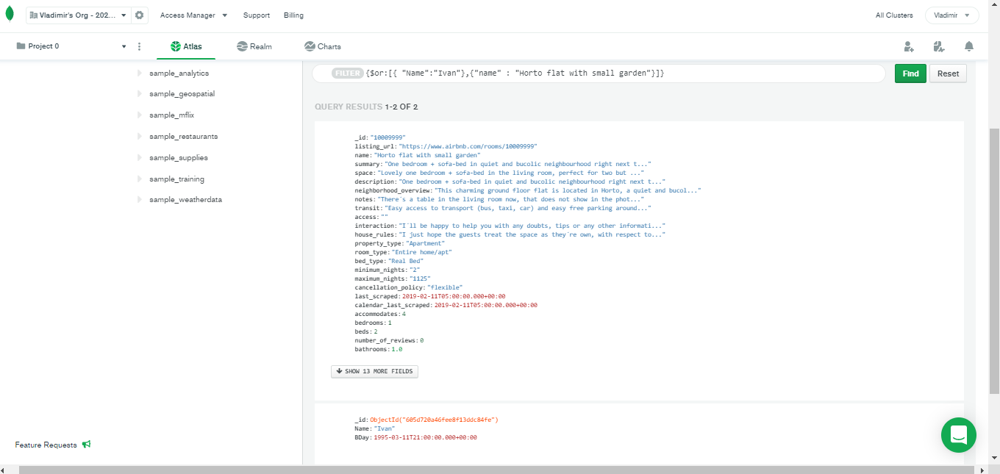 Vladimir's Org - 202... Access Manager Support Billing All Clusters Vladimir
Project 0 Atlas Realm Charts
sample_analytics
sample_geospatial
sample_mflix
sample_restaurants
sample_supplies
sample_training
sample_weatherdata
Feature Requests
FILTER {$or:[{ "Name":"Ivan"},{"name" : "Horto flat with small garden"}]} Find Reset
QUERY RESULTS 1-2 OF 2
_id: "10009999"
listing_url: "https://www.airbnb.com/rooms/10009999"
name: "Horto flat with small garden"
summary: "One bedroom + sofa-bed in quiet and bucolic neighbourhood right next t..."
space: "Lovely one bedroom + sofa-bed in the living room, perfect for two but ..."
description: "One bedroom + sofa-bed in quiet and bucolic neighbourhood right next t..."
neighborhood_overview: "This charming ground floor flat is located in Horto, a quiet and bucol..."
notes: "There´s a table in the living room now, that does not show in the phot..."
transit: "Easy access to transport (bus, taxi, car) and easy free parking around..."
access: ""
interaction: "I´ll be happy to help you with any doubts, tips or any other informati..."
house_rules: "I just hope the guests treat the space as they´re own, with respect to..."
property_type: "Apartment"
room_type: "Entire home/apt"
bed_type: "Real Bed"
minimum_nights: "2"
maximum_nights: "1125"
cancellation_policy: "flexible"
last_scraped: 2019-02-11T05:00:00.000+00:00
calendar_last_scraped: 2019-02-11T05:00:00.000+00:00
accommodates: 4
bedrooms: 1
beds: 2
number_of_reviews: 0
bathrooms: 1.0
SHOW 13 MORE FIELDS
_id: ObjectId("605d720a46fee8f13ddc84fe")
Name: "Ivan"
BDay: 1995-03-11T21:00:00.000+00:00